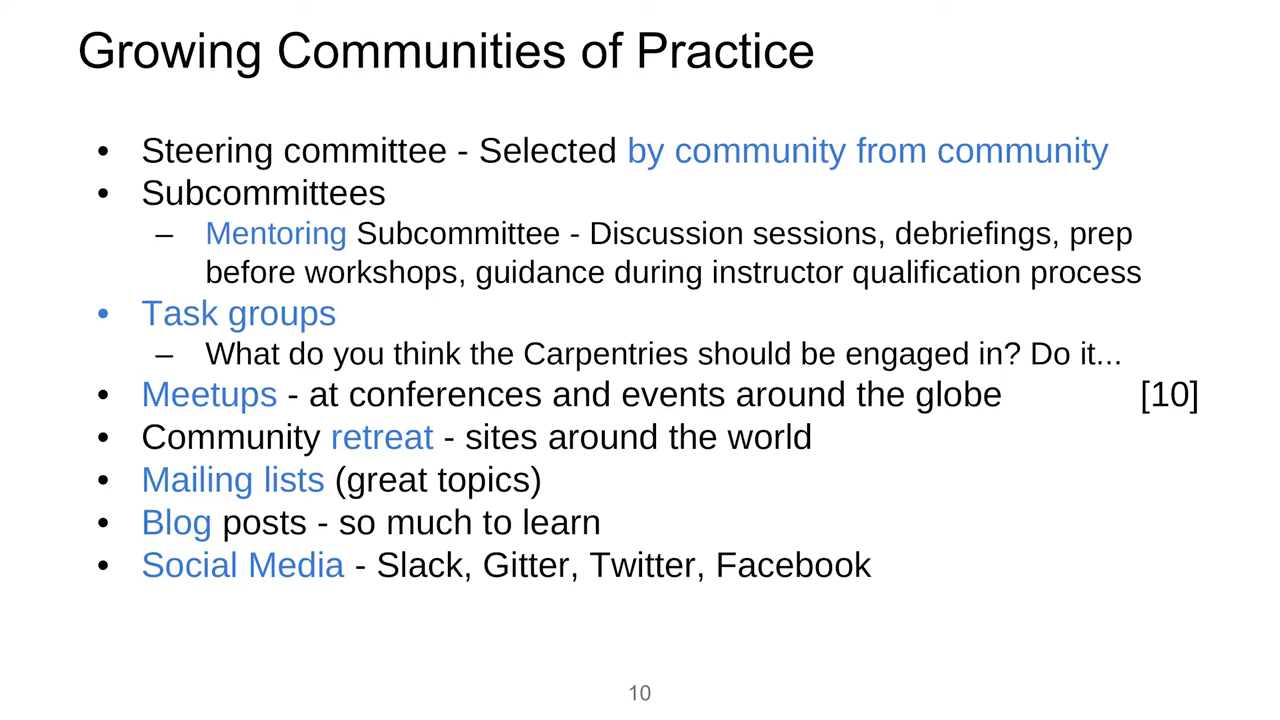 Growing Communities of Practice
• Steering committee - Selected by community from community
• Subcommittees
– Mentoring Subcommittee - Discussion sessions, debriefings, prep
before workshops, guidance during instructor qualification process
• Task groups
– What do you think the Carpentries should be engaged in? Do it...
• Meetups - at conferences and events around the globe [10]
• Community retreat - sites around the world
• Mailing lists (great topics)
• Blog posts - so much to learn
• Social Media - Slack, Gitter, Twitter, Facebook
10